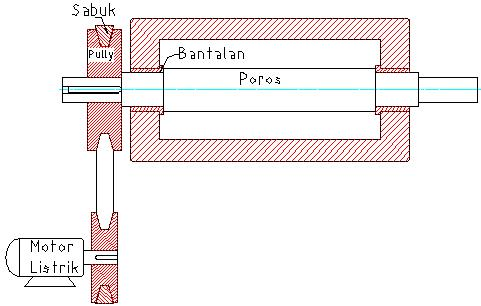 Sabuk
Pully
Bantalan
Poros
Motor
Listrik